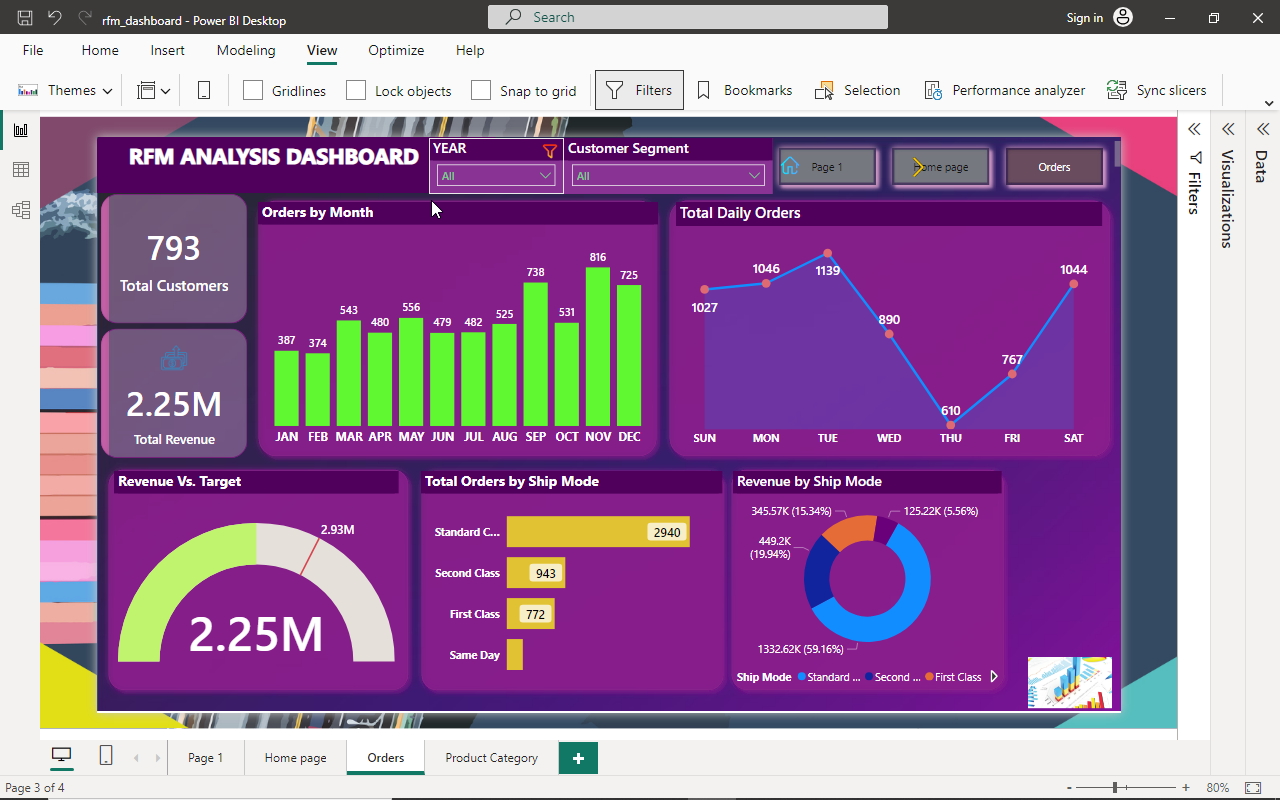 rfm_dashboard - Power BI Desktop
Search
Sign in
File Home Insert Modeling View Optimize Help
Themes Gridlines Lock objects Snap to grid Filters Bookmarks Selection Performance analyzer Sync slicers
RFM ANALYSIS DASHBOARD
YEAR
All
Customer Segment
All
Page 1
Home page
Orders
793
Total Customers
2.25M
Total Revenue
Orders by Month
387 374 543 480 556 479 482 525 738 531 816 725
JAN FEB MAR APR MAY JUN JUL AUG SEP OCT NOV DEC
Total Daily Orders
1027 1046 1139 890 610 767 1044
SUN MON TUE WED THU FRI SAT
Revenue Vs. Target
2.93M
2.25M
Total Orders by Ship Mode
Standard C... 2940
Second Class 943
First Class 772
Same Day
Revenue by Ship Mode
345.57K (15.34%)
125.22K (5.56%)
449.2K
(19.94%)
1332.62K (59.16%)
Ship Mode Standard ... Second ... First Class
Filters
Visualizations
Data
Page 1 Home page Orders Product Category
Page 3 of 4
- + 80%